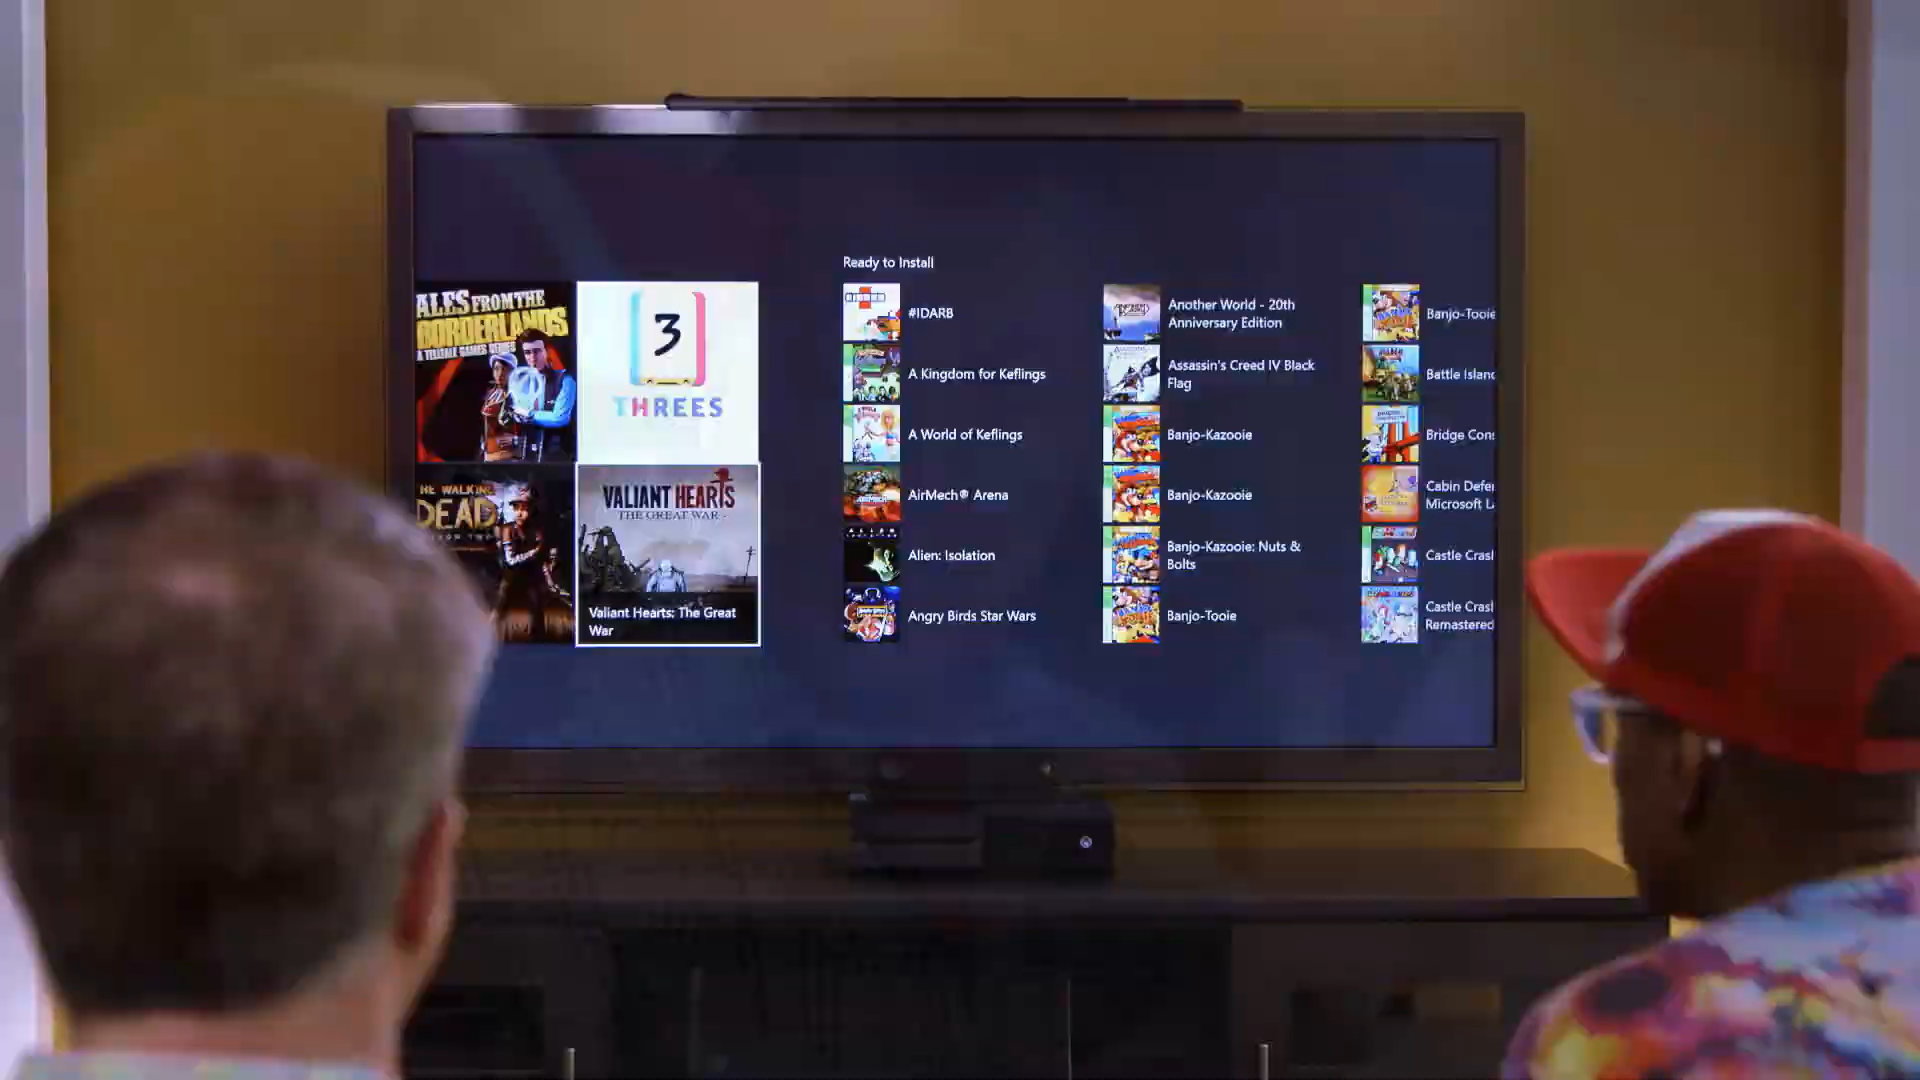 ALES FROM THE
BORDERLANDS
A TELLTALE GAMES SERIES
3
THREES
HE WALKING
DEAD
VALIANT HEARTS
THE GREAT WAR
Valiant Hearts: The Great
War
Ready to Install
#IDARB
A Kingdom for Keflings
A World of Keflings
AirMech® Arena
Alien: Isolation
Angry Birds Star Wars
Another World - 20th
Anniversary Edition
Assassin's Creed IV Black
Flag
Banjo-Kazooie
Banjo-Kazooie
Banjo-Kazooie: Nuts &
Bolts
Banjo-Tooie
Banjo-Tooie
Battle Islanc
Bridge Cons
Cabin Defer
Microsoft L
Castle Crasl
Castle Crasl
Remastered